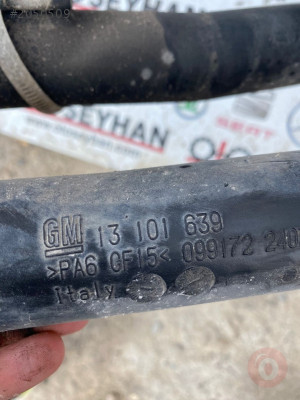 SEYHAN
SEAT
GM 13 101 639
>PA6 GF15< 099172 240
Italy